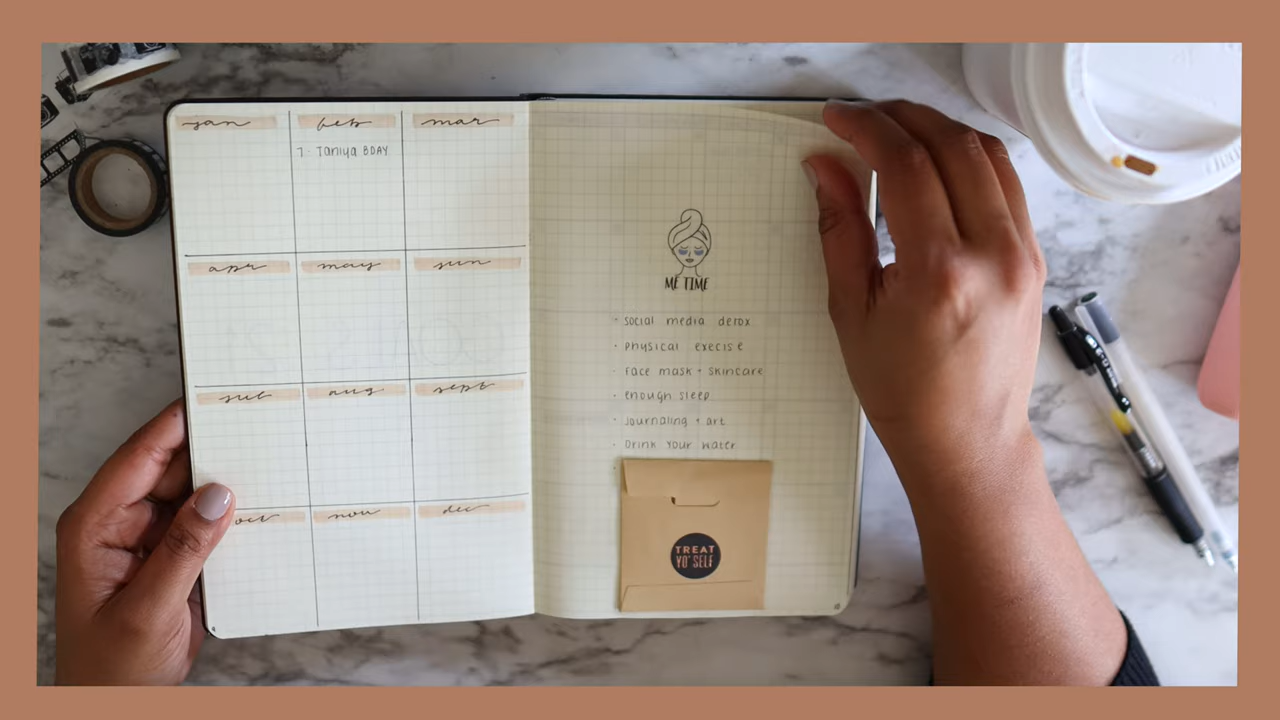 jan feb mar
7 - Taniya BDAY
apr may jun
jul aug sept
oct nov dec
ME TIME
· social media detox
· physical execise
· Face mask + skincare
· enough sleep
· journaling + art
· Drink your water
TREAT
YO' SELF